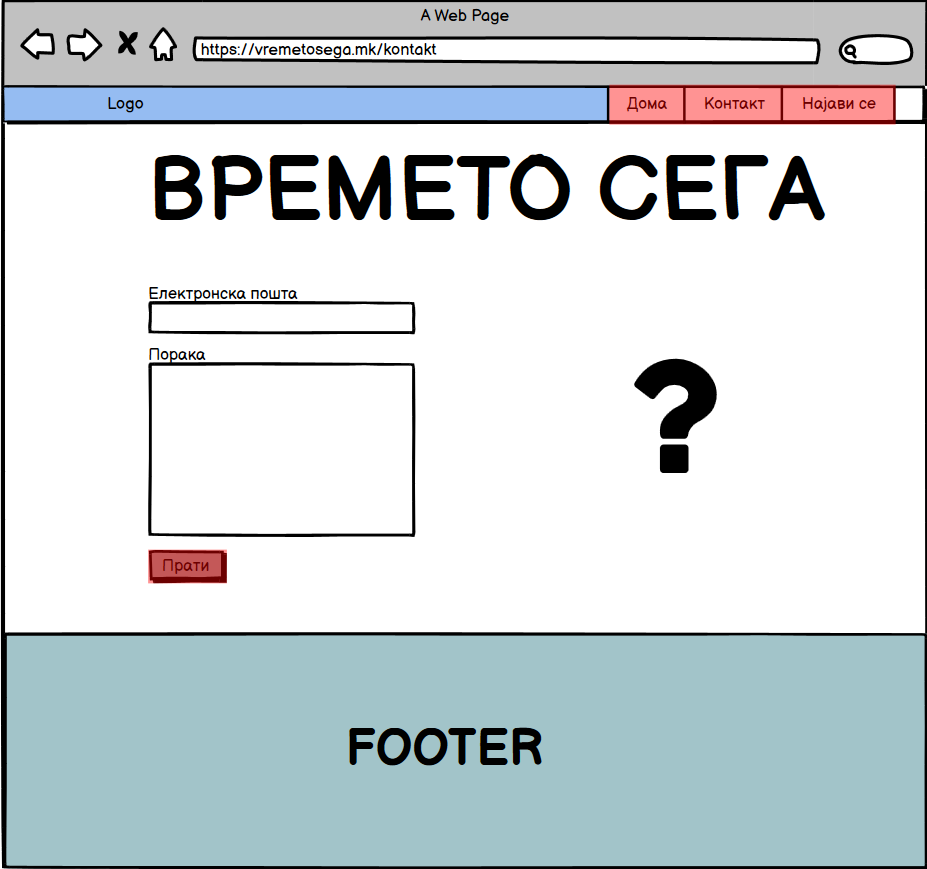 A Web Page
https://vremetosega.mk/kontakt
Logo Дома Контакт Најави се
ВРЕМЕТО СЕГА
Електронска пошта
Порака
?
Прати
FOOTER